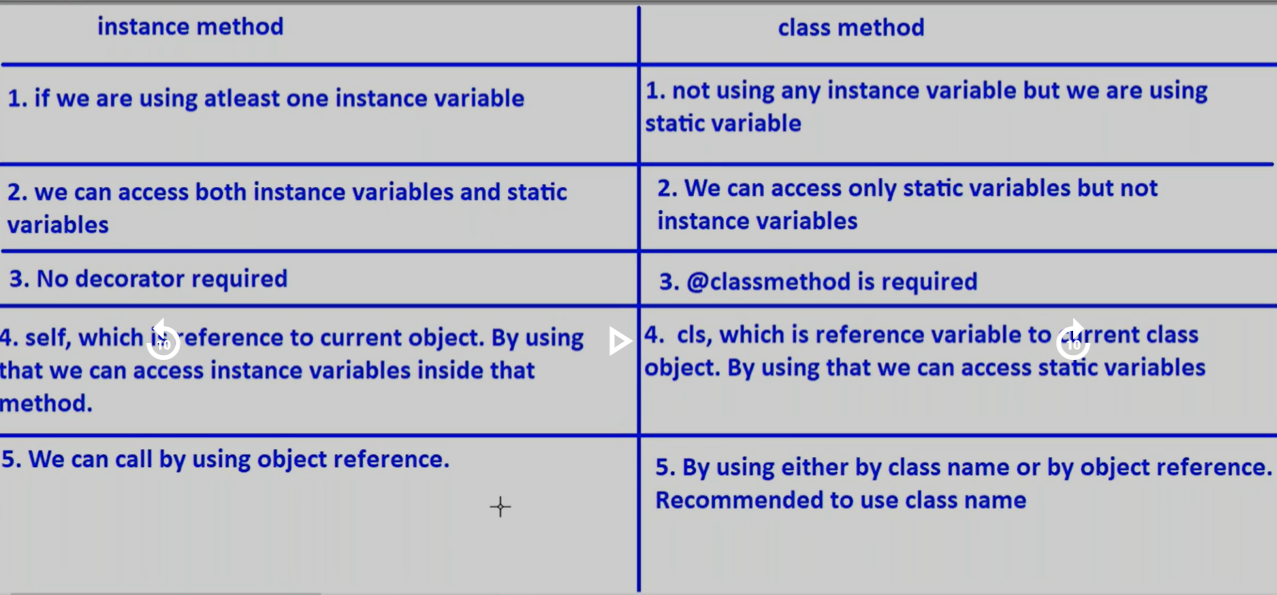 instance method
class method
1. if we are using atleast one instance variable
1. not using any instance variable but we are using
static variable
2. we can access both instance variables and static
variables
2. We can access only static variables but not
instance variables
3. No decorator required
3. @classmethod is required
4. self, which is reference to current object. By using
that we can access instance variables inside that
method.
4. cls, which is reference variable to current class
object. By using that we can access static variables
5. We can call by using object reference.
5. By using either by class name or by object reference.
Recommended to use class name
10
10